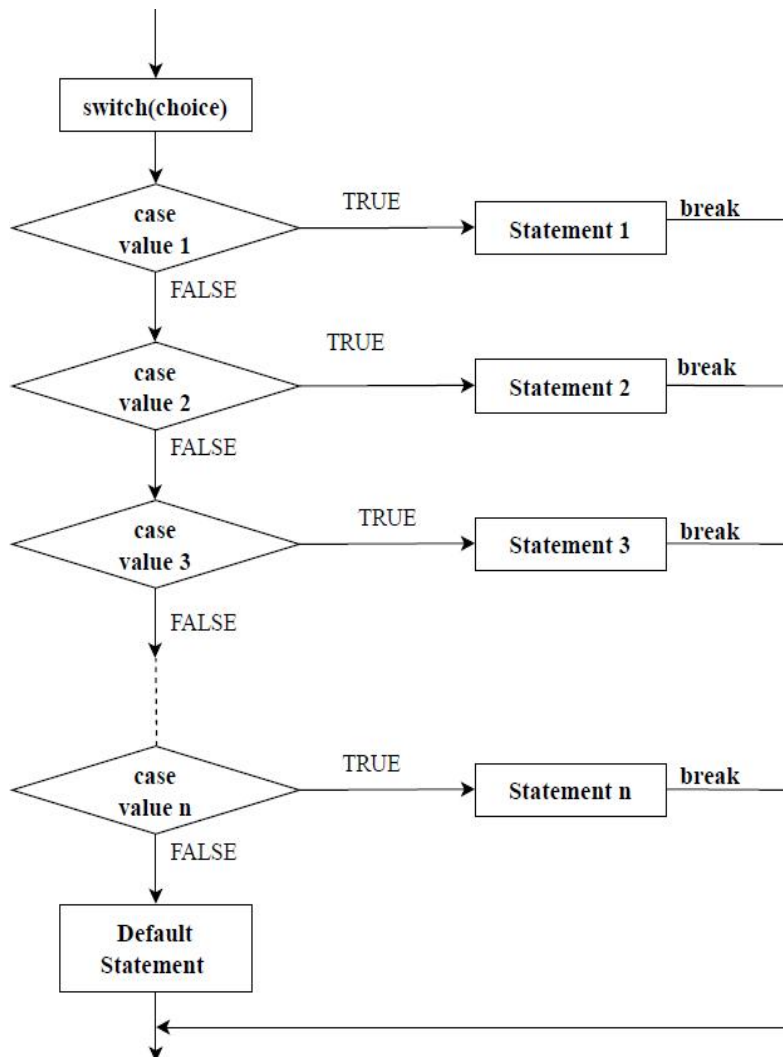 switch(choice)
case
value 1
TRUE
Statement 1
break
FALSE
case
value 2
TRUE
Statement 2
break
FALSE
case
value 3
TRUE
Statement 3
break
FALSE
case
value n
TRUE
Statement n
break
FALSE
Default
Statement